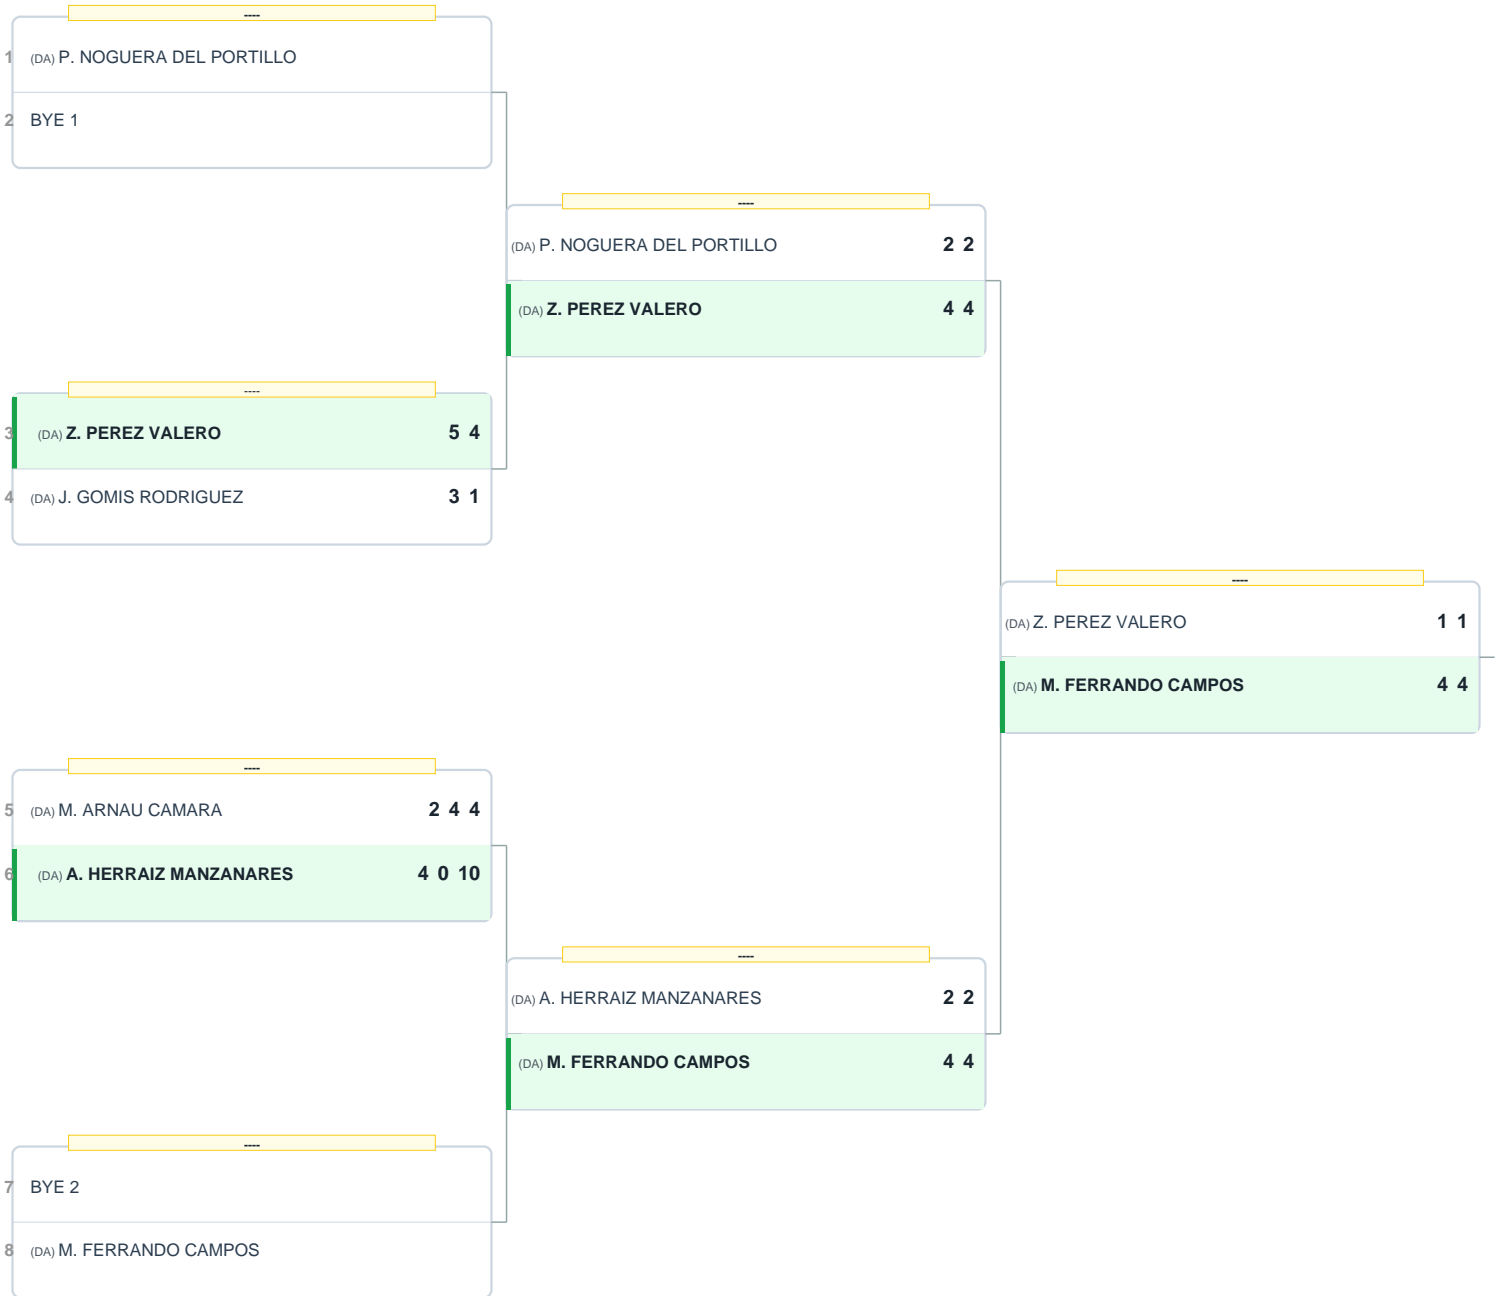 ----
1 (DA) P. NOGUERA DEL PORTILLO
2 BYE 1
----
(DA) P. NOGUERA DEL PORTILLO 2 2
(DA) Z. PEREZ VALERO 4 4
----
3 (DA) Z. PEREZ VALERO 5 4
4 (DA) J. GOMIS RODRIGUEZ 3 1
----
(DA) Z. PEREZ VALERO 1 1
(DA) M. FERRANDO CAMPOS 4 4
----
5 (DA) M. ARNAU CAMARA 2 4 4
6 (DA) A. HERRAIZ MANZANARES 4 0 10
----
(DA) A. HERRAIZ MANZANARES 2 2
(DA) M. FERRANDO CAMPOS 4 4
----
7 BYE 2
8 (DA) M. FERRANDO CAMPOS